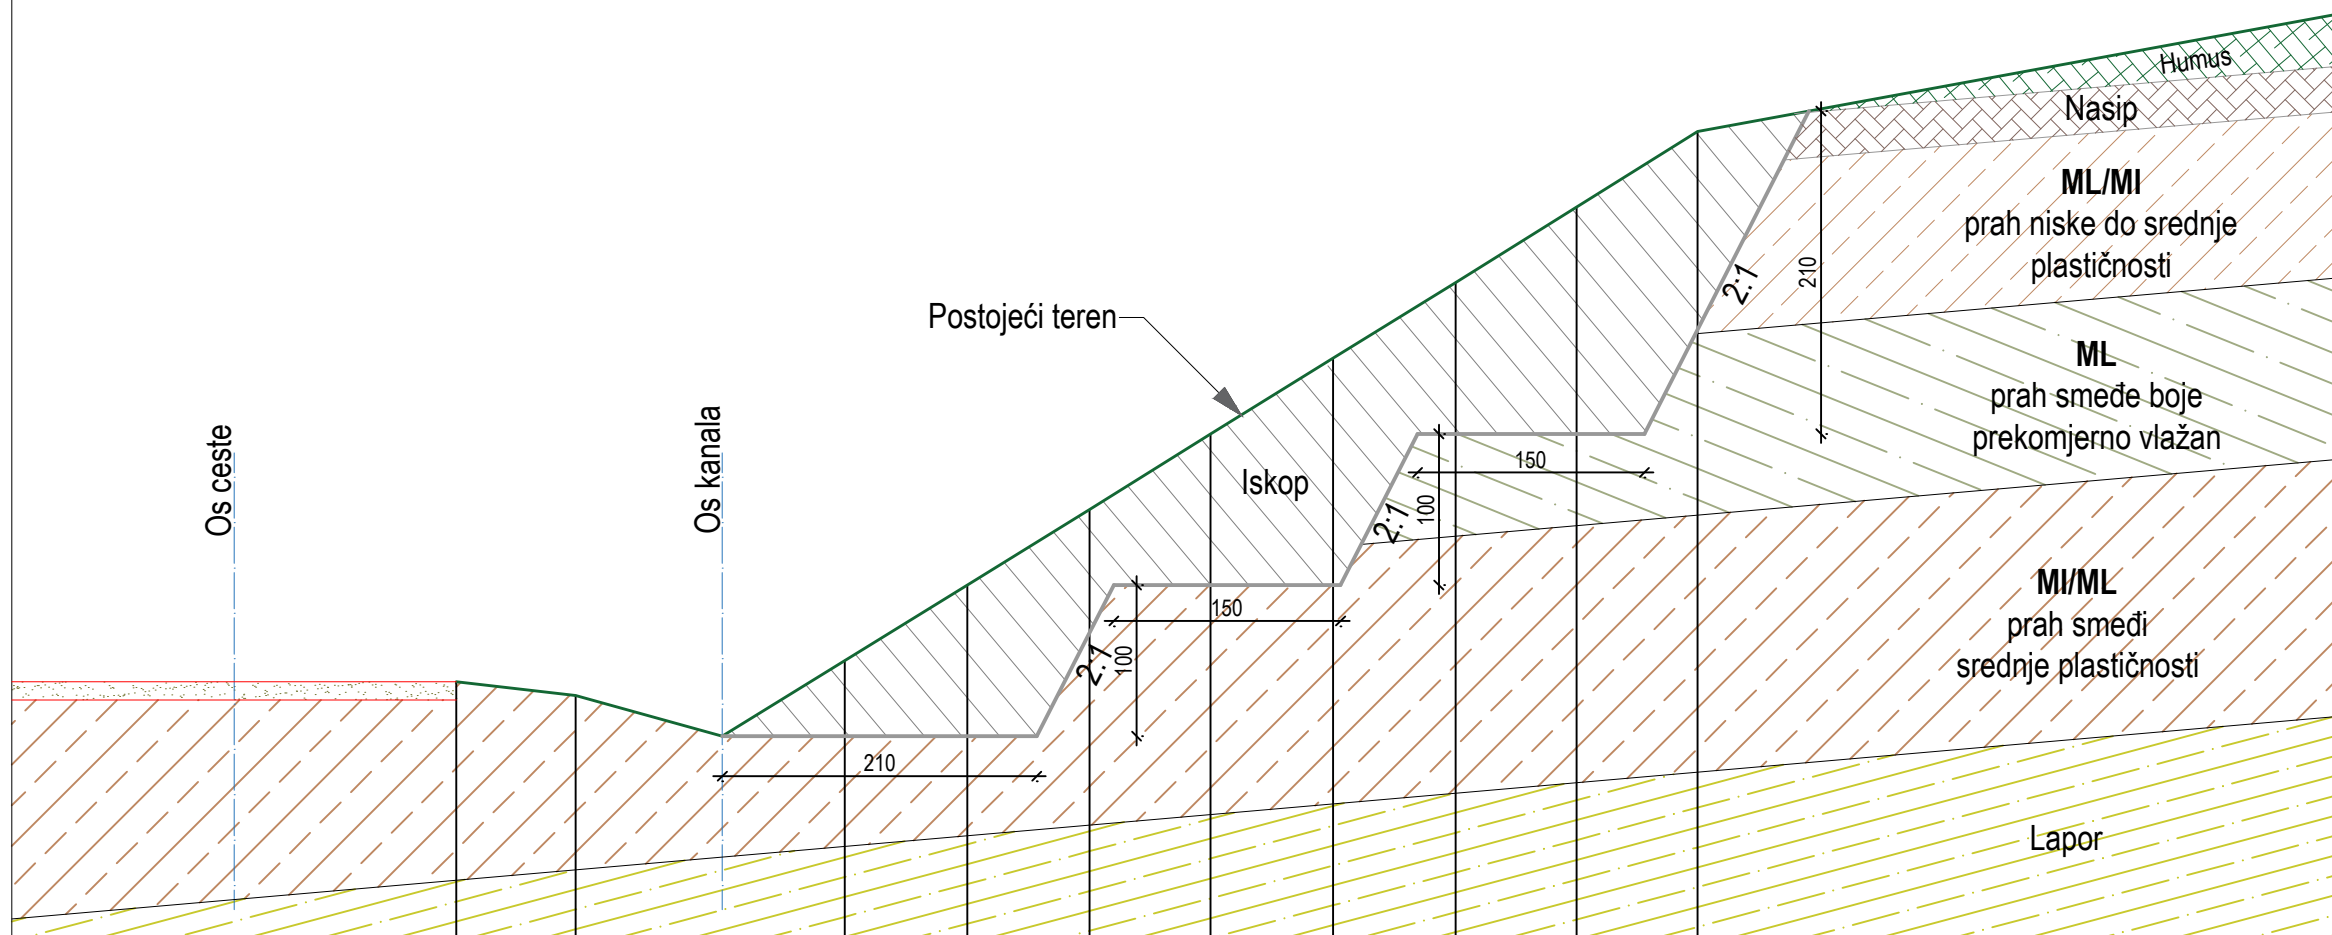 Humus
Nasip
ML/MI
prah niske do srednje
plastičnosti
2:1
210
Postojeći teren
ML
prah smeđe boje
prekomjerno vlažan
Os ceste
Os kanala
Iskop
150
2:1
100
MI/ML
prah smeđi
srednje plastičnosti
150
2:1
100
210
Lapor